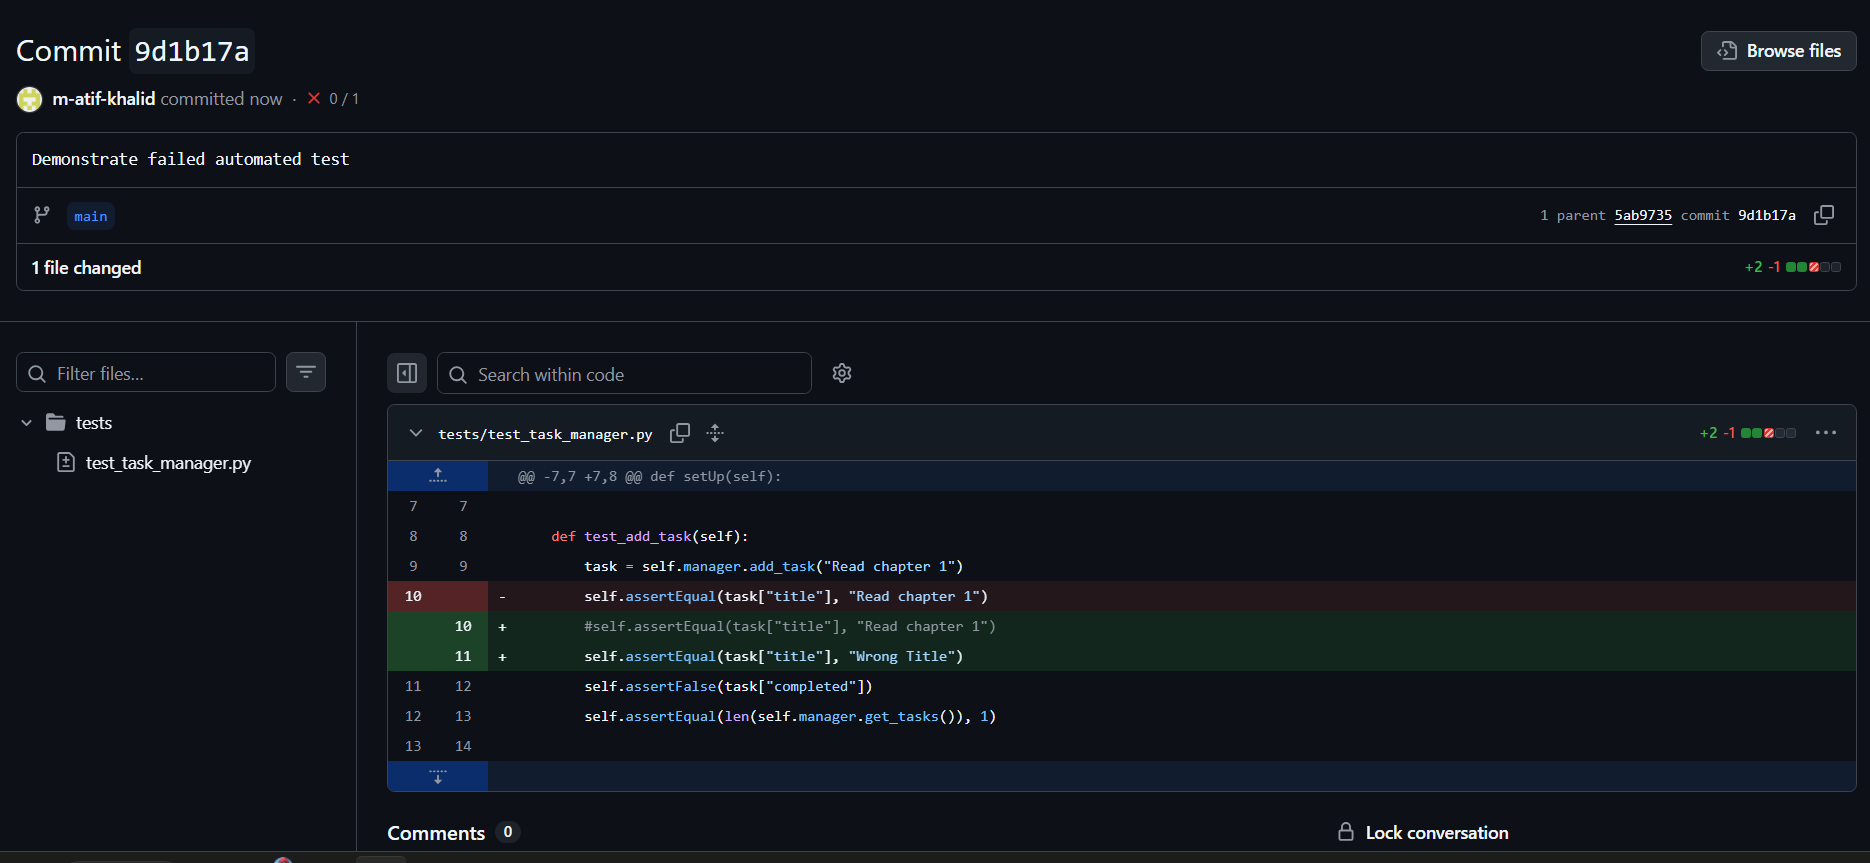 Commit 9d1b17a
Browse files
m-atif-khalid committed now · 0 / 1
Demonstrate failed automated test
main
1 parent 5ab9735 commit 9d1b17a
1 file changed
+2 -1
Filter files...
Search within code
tests
test_task_manager.py
tests/test_task_manager.py
+2 -1
@@ -7,7 +7,8 @@ def setUp(self):
7 7
8 8 def test_add_task(self):
9 9 task = self.manager.add_task("Read chapter 1")
10 - self.assertEqual(task["title"], "Read chapter 1")
10 + #self.assertEqual(task["title"], "Read chapter 1")
11 + self.assertEqual(task["title"], "Wrong Title")
11 12 self.assertFalse(task["completed"])
12 13 self.assertEqual(len(self.manager.get_tasks()), 1)
13 14
Comments 0
Lock conversation